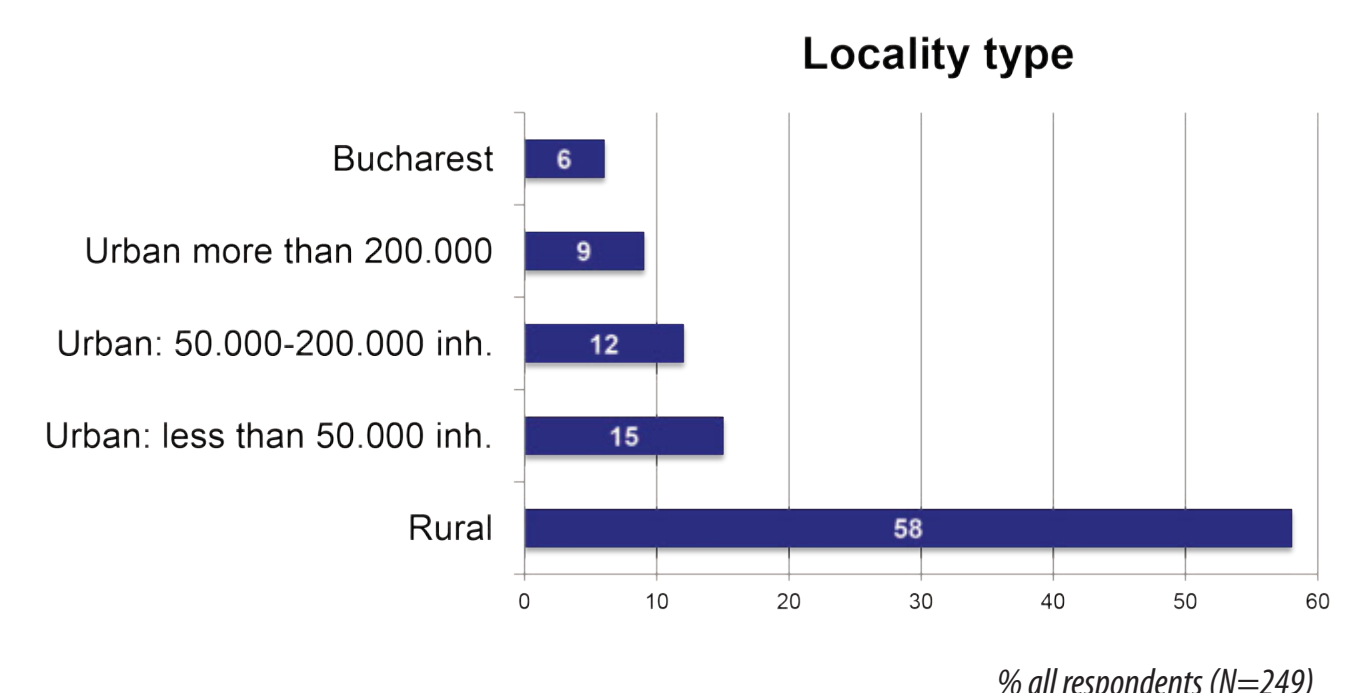 Locality type
Bucharest
6
Urban more than 200.000
9
Urban: 50.000-200.000 inh.
12
Urban: less than 50.000 inh.
15
Rural
58
0 10 20 30 40 50 60
% all respondents (N=249)